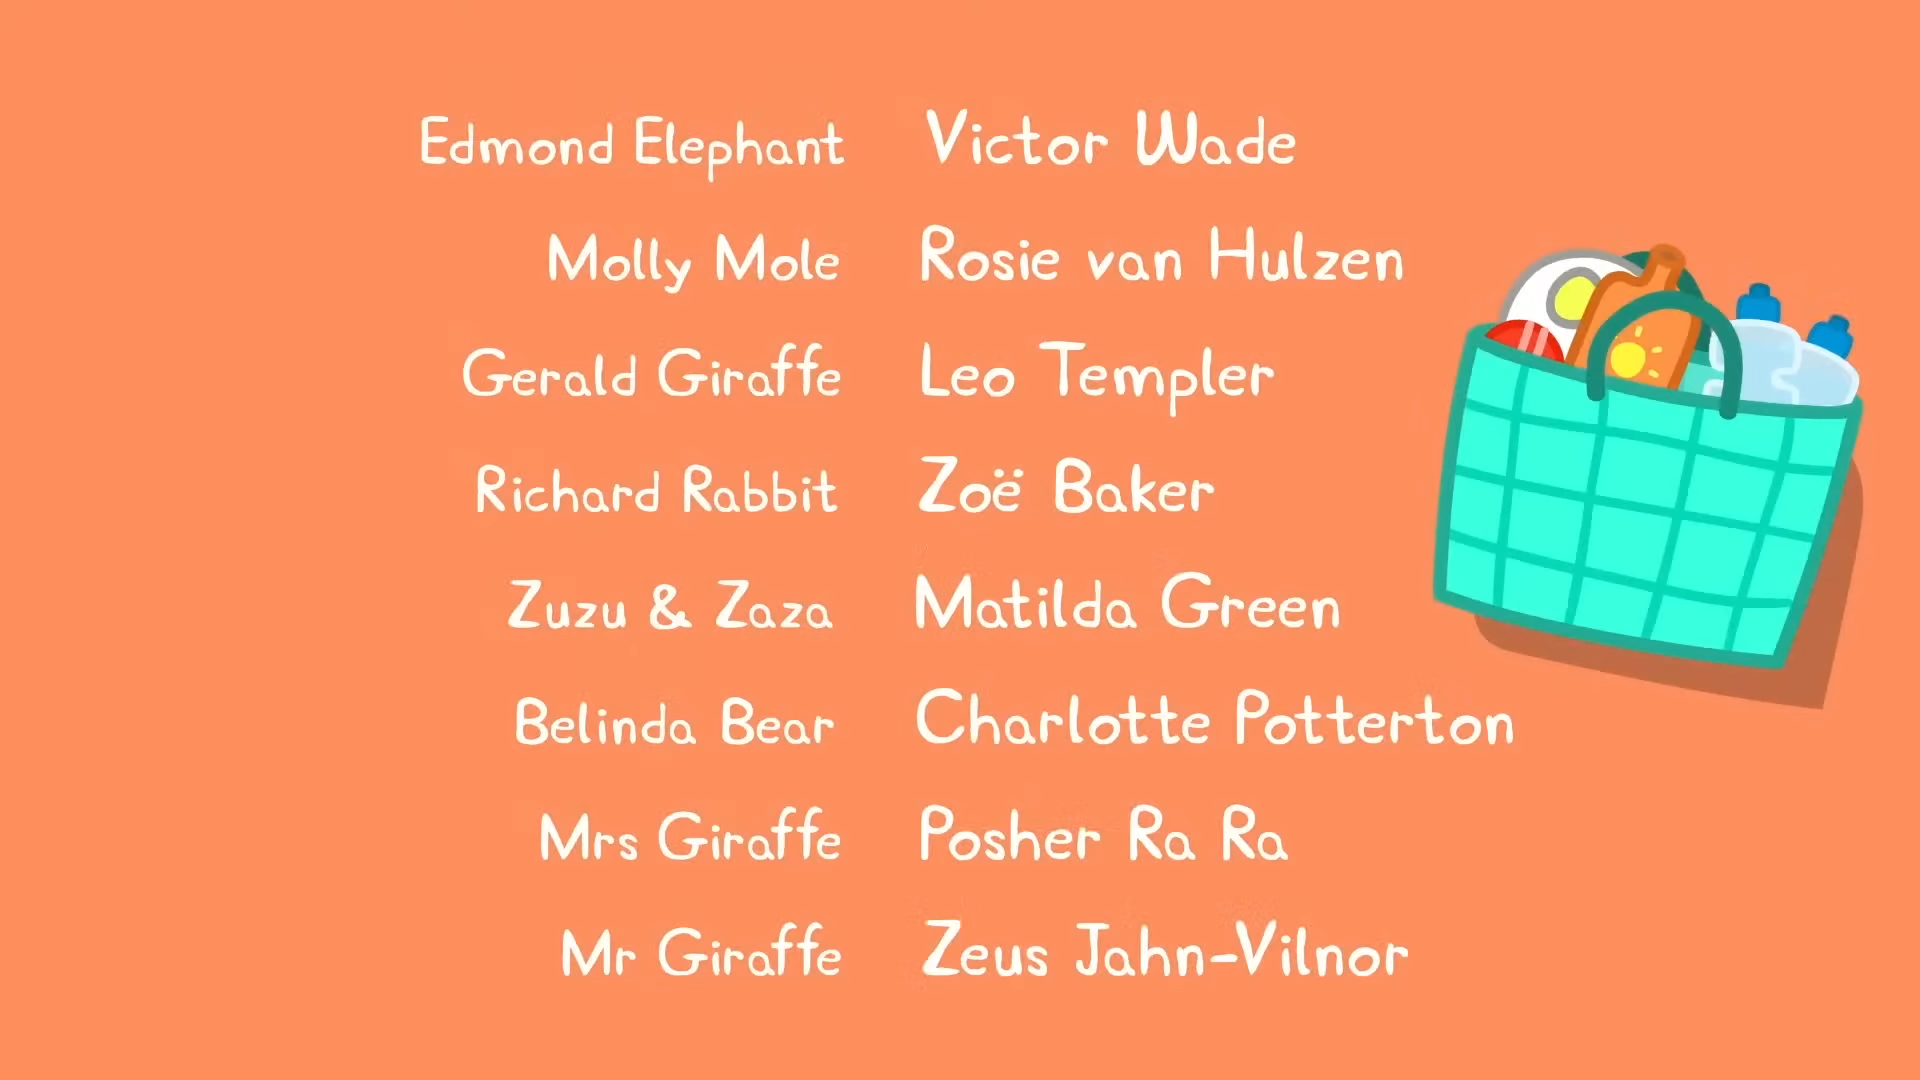 Edmond Elephant Victor Wade
Molly Mole Rosie van Hulzen
Gerald Giraffe Leo Templer
Richard Rabbit Zoë Baker
Zuzu & Zaza Matilda Green
Belinda Bear Charlotte Potterton
Mrs Giraffe Posher Ra Ra
Mr Giraffe Zeus Jahn-Vilnor